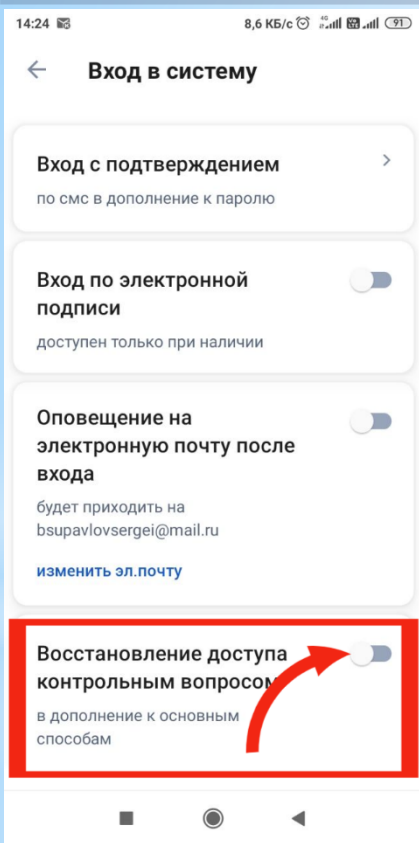 14:24 8,6 КБ/с 4G 91
Вход в систему
Вход с подтверждением
по смс в дополнение к паролю
Вход по электронной
подписи
доступен только при наличии
Оповещение на
электронную почту после
входа
будет приходить на
bsupavlovsergei@mail.ru
изменить эл.почту
Восстановление доступа
контрольным вопросом
в дополнение к основным
способам